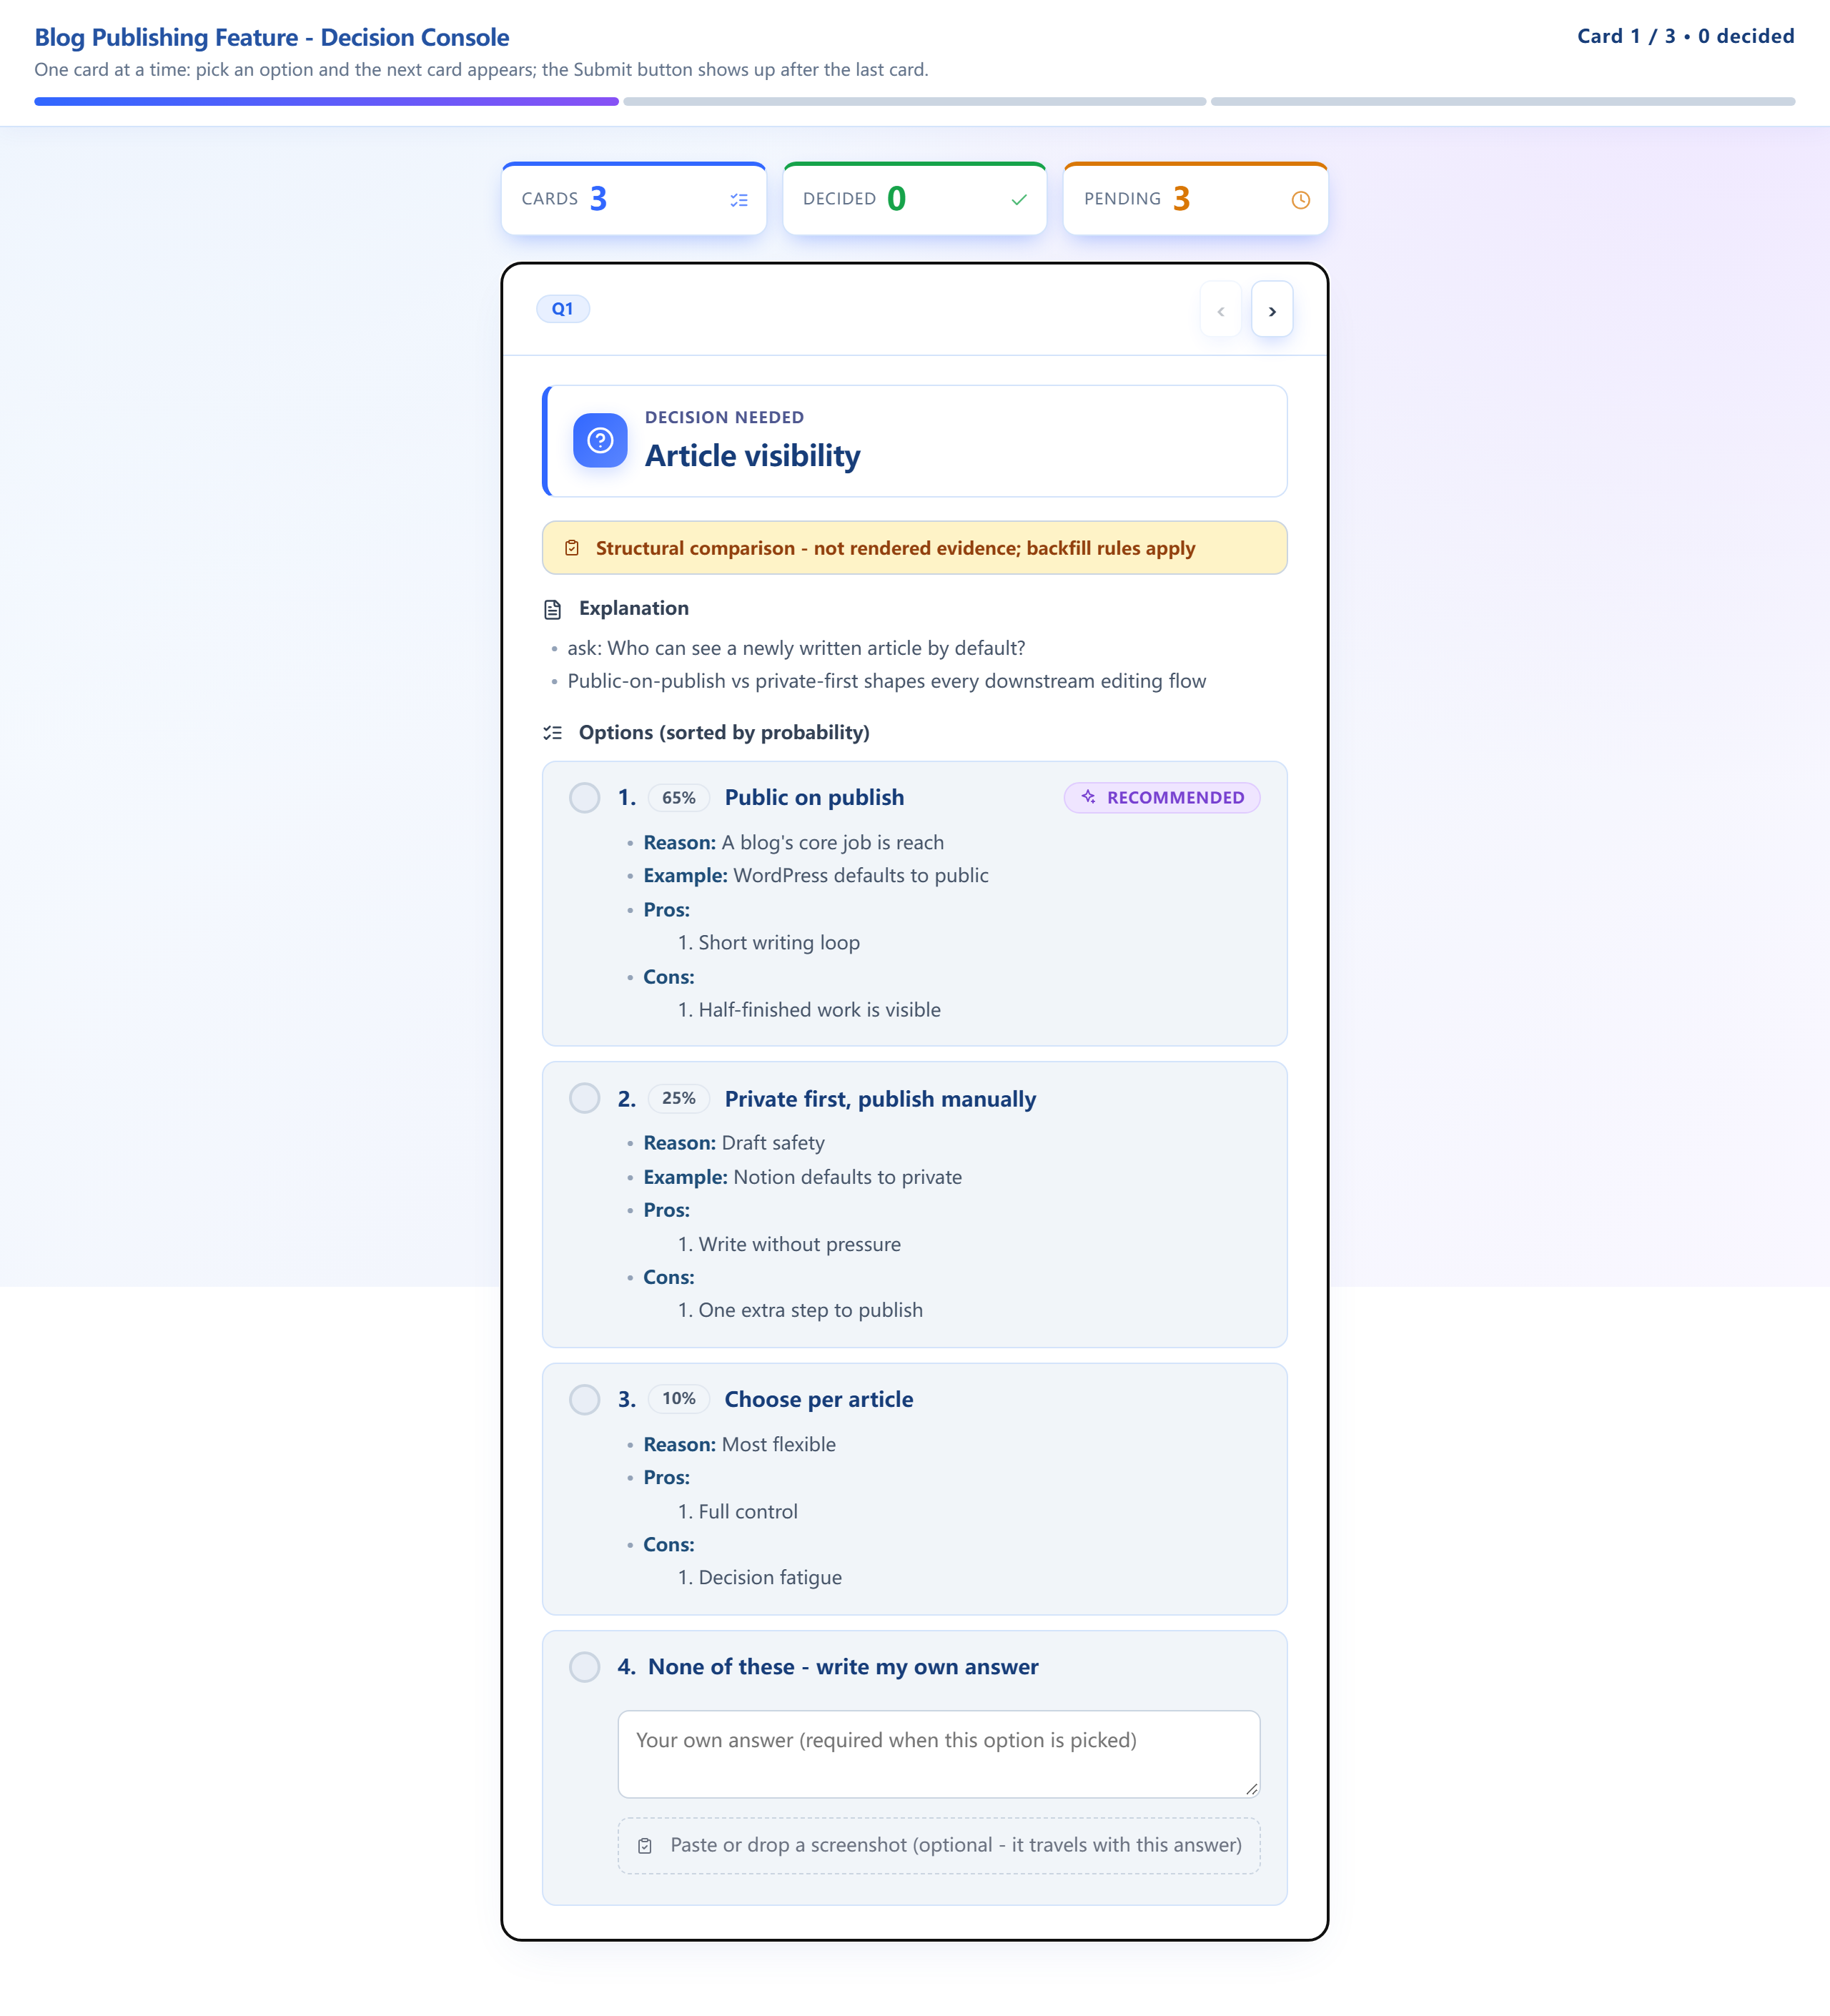 Blog Publishing Feature - Decision Console
Card 1 / 3 • 0 decided
One card at a time: pick an option and the next card appears; the Submit button shows up after the last card.
CARDS 3
DECIDED 0
PENDING 3
Q1
‹ ›
DECISION NEEDED
Article visibility
Structural comparison - not rendered evidence; backfill rules apply
Explanation
• ask: Who can see a newly written article by default?
• Public-on-publish vs private-first shapes every downstream editing flow
Options (sorted by probability)
1. 65% Public on publish RECOMMENDED
• Reason: A blog's core job is reach
• Example: WordPress defaults to public
• Pros:
1. Short writing loop
• Cons:
1. Half-finished work is visible
2. 25% Private first, publish manually
• Reason: Draft safety
• Example: Notion defaults to private
• Pros:
1. Write without pressure
• Cons:
1. One extra step to publish
3. 10% Choose per article
• Reason: Most flexible
• Pros:
1. Full control
• Cons:
1. Decision fatigue
4. None of these - write my own answer
Your own answer (required when this option is picked)
Paste or drop a screenshot (optional - it travels with this answer)